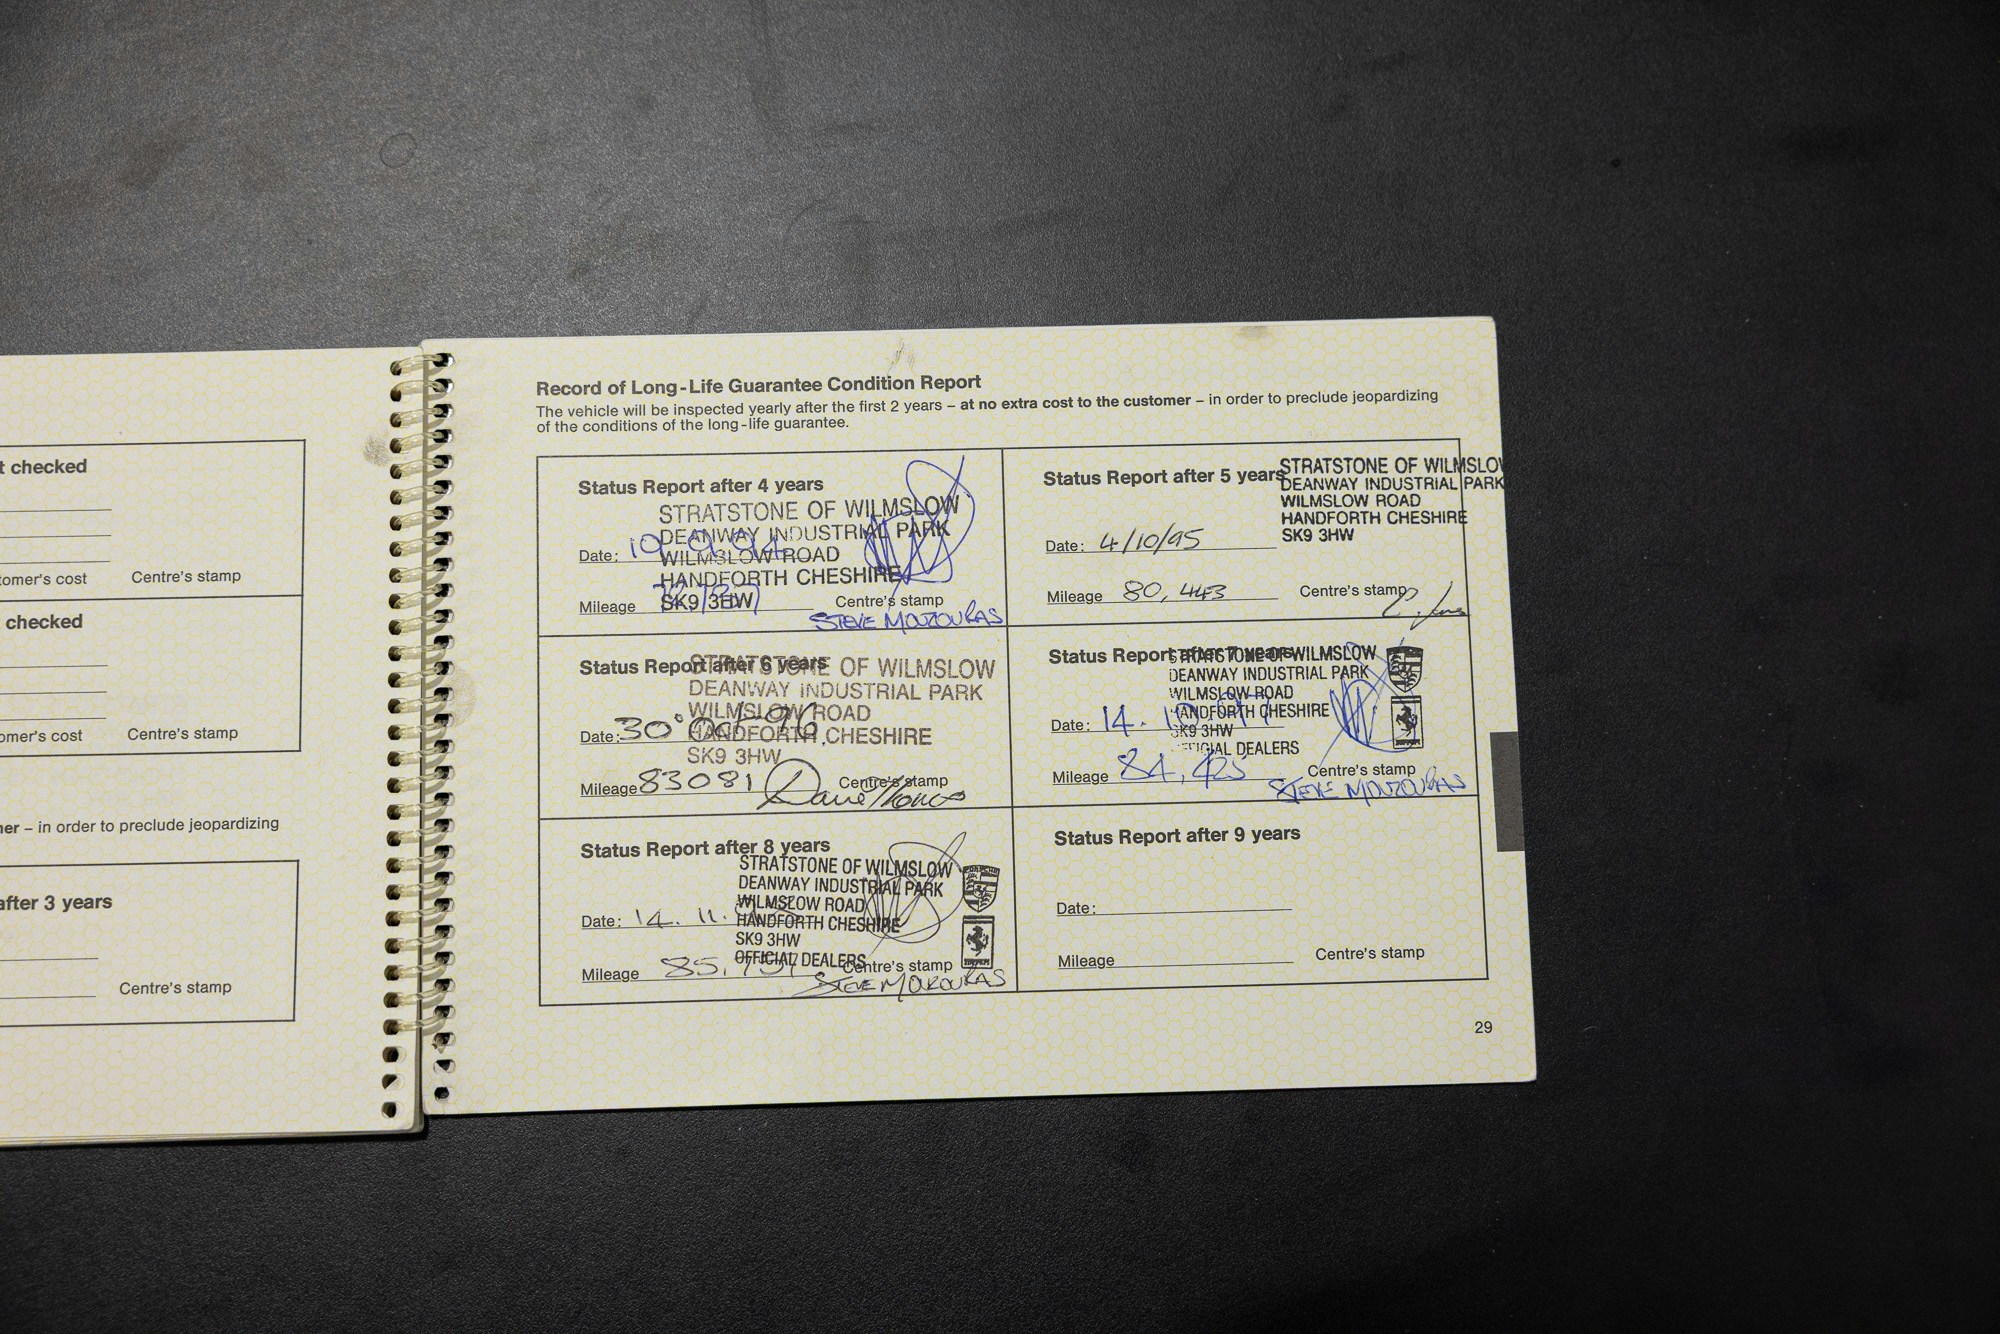 t checked
tomer's cost Centre's stamp
checked
omer's cost Centre's stamp
ner – in order to preclude jeopardizing
after 3 years
Centre's stamp
Record of Long-Life Guarantee Condition Report
The vehicle will be inspected yearly after the first 2 years – at no extra cost to the customer – in order to preclude jeopardizing
of the conditions of the long-life guarantee.
Status Report after 4 years
STRATSTONE OF WILMSLOW
DEANWAY INDUSTRIAL PARK
Date:
WILMSLOW ROAD
HANDFORTH CHESHIRE
Mileage SK9 3HW Centre's stamp
STEVE MOUZOURAS
Status Report after 5 years
STRATSTONE OF WILMSLOW
DEANWAY INDUSTRIAL PARK
WILMSLOW ROAD
HANDFORTH CHESHIRE
SK9 3HW
Date: 4/10/95
Mileage 80,443 Centre's stamp
Status Report after 6 years
STRATSTONE OF WILMSLOW
DEANWAY INDUSTRIAL PARK
WILMSLOW ROAD
Date: 30 Oct 96
HANDFORTH, CHESHIRE
SK9 3HW
Mileage 83081 Centre's stamp
Status Report after 7 years
STRATSTONE OF WILMSLOW
DEANWAY INDUSTRIAL PARK
WILMSLOW ROAD
HANDFORTH CHESHIRE
Date: 14. 10.
SK9 3HW
OFFICIAL DEALERS
Mileage 84,425 Centre's stamp
STEVE MOUZOURAS
Status Report after 8 years
STRATSTONE OF WILMSLOW
DEANWAY INDUSTRIAL PARK
WILMSLOW ROAD
Date: 14. 11.
HANDFORTH CHESHIRE
SK9 3HW
OFFICIAL DEALERS
PORSCHE
Mileage Centre's stamp
STEVE MOUZOURAS
Status Report after 9 years
Date:
Mileage Centre's stamp
29